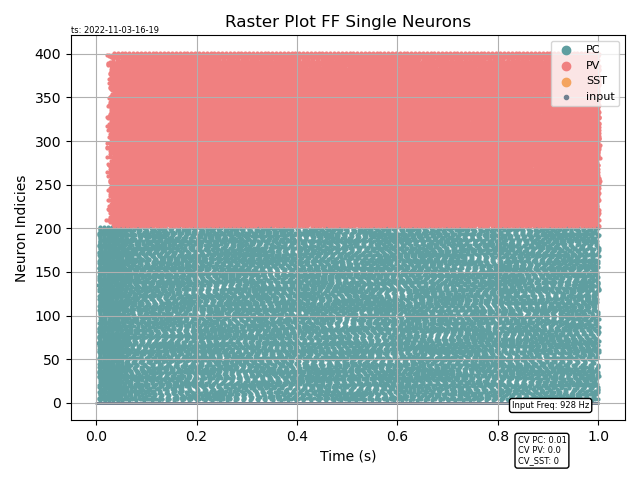 Raster Plot FF Single Neurons
ts: 2022-11-03-16-19
PC
PV
SST
input
400
350
300
250
200
150
100
50
0
Neuron Indicies
Input Freq: 928 Hz
0.0 0.2 0.4 0.6 0.8 1.0
Time (s)
CV PC: 0.01
CV PV: 0.0
CV_SST: 0